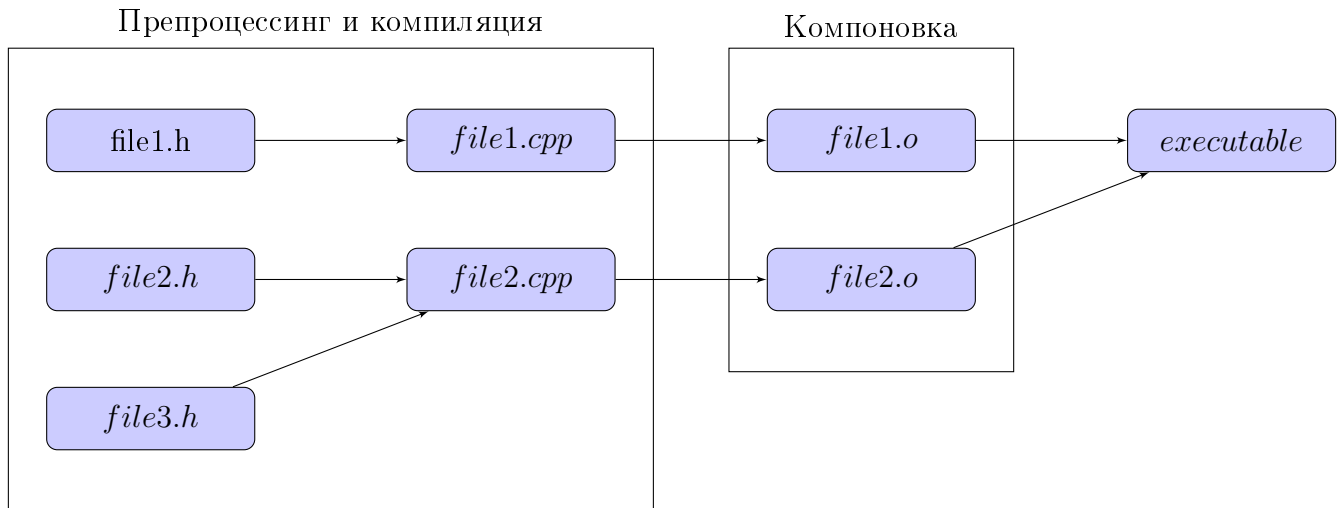 Препроцессинг и компиляция
Компоновка
file1.h
file1.cpp
file1.o
executable
file2.h
file2.cpp
file2.o
file3.h